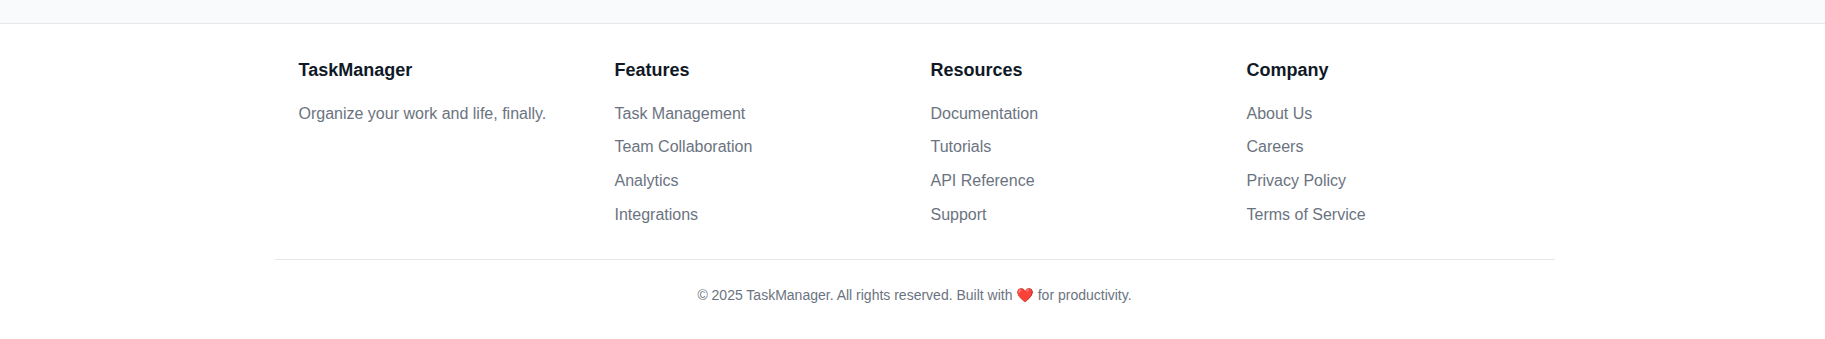 TaskManager
Organize your work and life, finally.
Features
Task Management
Team Collaboration
Analytics
Integrations
Resources
Documentation
Tutorials
API Reference
Support
Company
About Us
Careers
Privacy Policy
Terms of Service
© 2025 TaskManager. All rights reserved. Built with ❤️ for productivity.